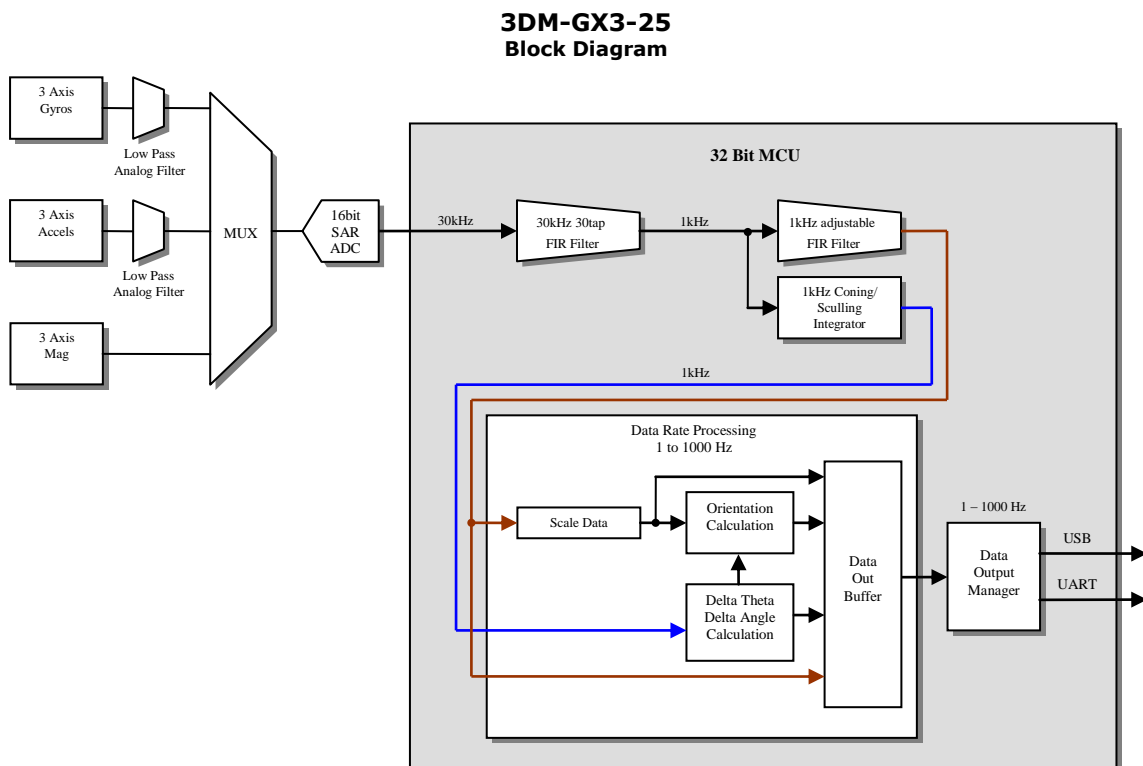 3DM-GX3-25
Block Diagram
3 Axis
Gyros
Low Pass
Analog Filter
3 Axis
Accels
Low Pass
Analog Filter
3 Axis
Mag
MUX
16bit
SAR
ADC
32 Bit MCU
30kHz
30kHz 30tap
FIR Filter
1kHz
1kHz adjustable
FIR Filter
1kHz Coning/
Sculling
Integrator
1kHz
Data Rate Processing
1 to 1000 Hz
Scale Data
Orientation
Calculation
Delta Theta
Delta Angle
Calculation
Data
Out
Buffer
1 – 1000 Hz
Data
Output
Manager
USB
UART